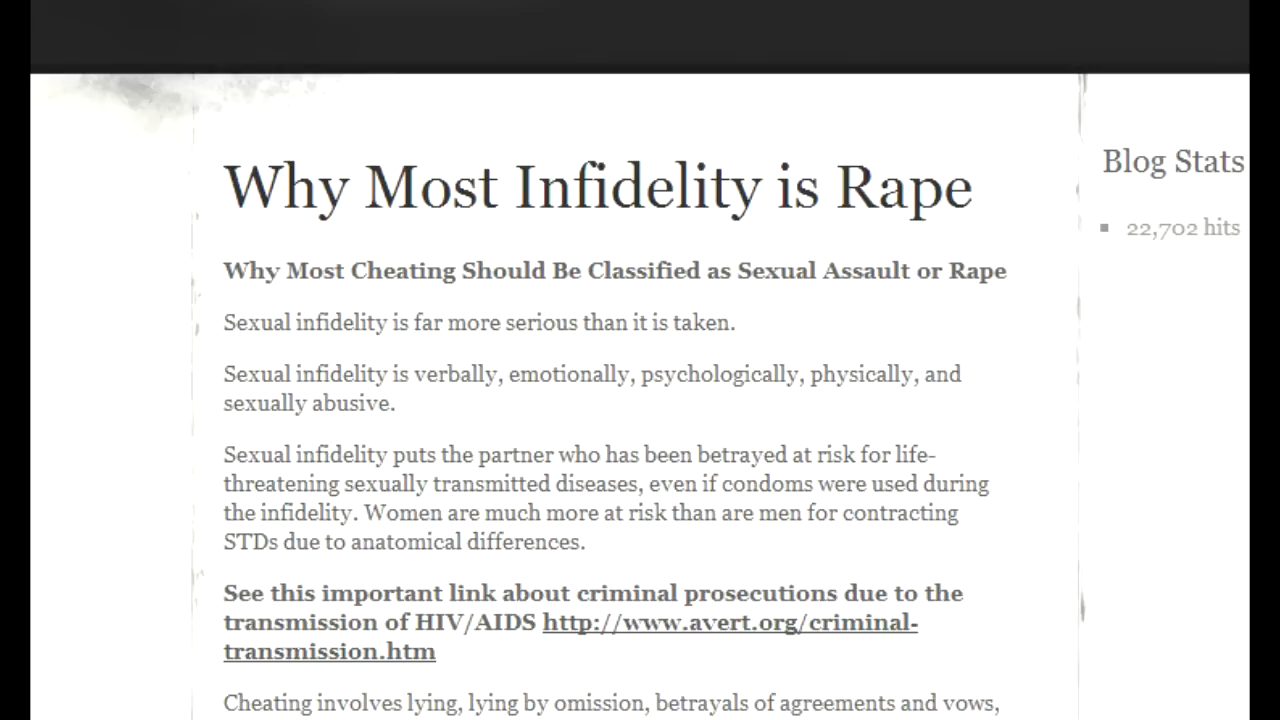 Why Most Infidelity is Rape
Why Most Cheating Should Be Classified as Sexual Assault or Rape
Sexual infidelity is far more serious than it is taken.
Sexual infidelity is verbally, emotionally, psychologically, physically, and
sexually abusive.
Sexual infidelity puts the partner who has been betrayed at risk for life-
threatening sexually transmitted diseases, even if condoms were used during
the infidelity. Women are much more at risk than are men for contracting
STDs due to anatomical differences.
See this important link about criminal prosecutions due to the
transmission of HIV/AIDS http://www.avert.org/criminal-
transmission.htm
Cheating involves lying, lying by omission, betrayals of agreements and vows,
Blog Stats
22,702 hits